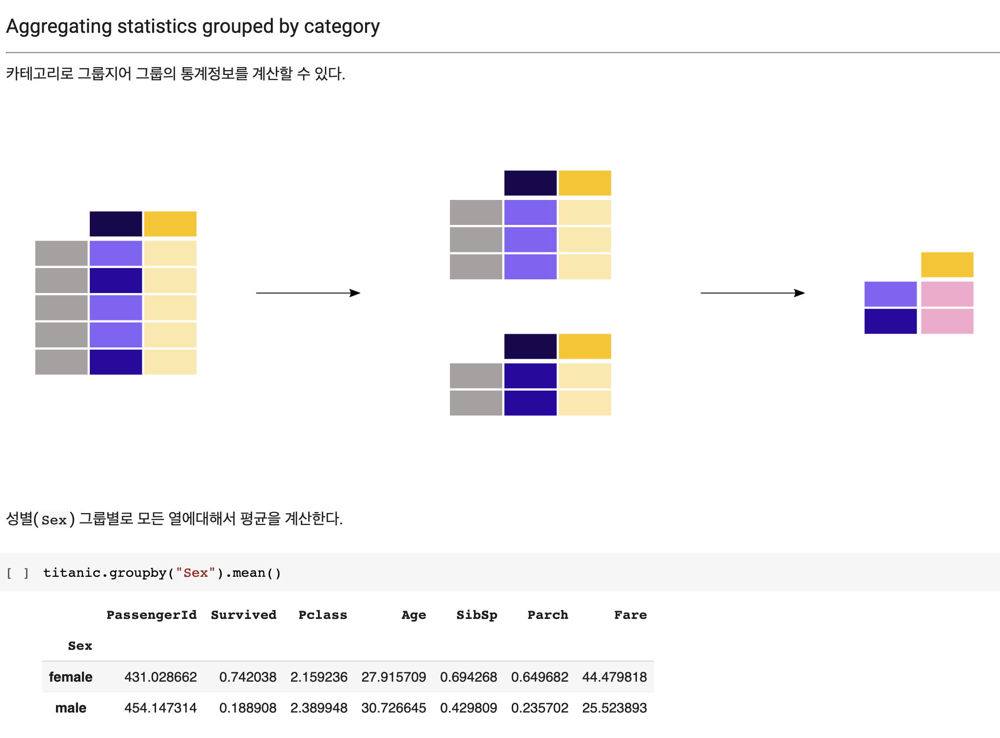 Aggregating statistics grouped by category
카테고리로 그룹지어 그룹의 통계정보를 계산할 수 있다.
성별(Sex) 그룹별로 모든 열에대해서 평균을 계산한다.
[ ] titanic.groupby("Sex").mean()
PassengerId Survived Pclass Age SibSp Parch Fare
Sex
female 431.028662 0.742038 2.159236 27.915709 0.694268 0.649682 44.479818
male 454.147314 0.188908 2.389948 30.726645 0.429809 0.235702 25.523893